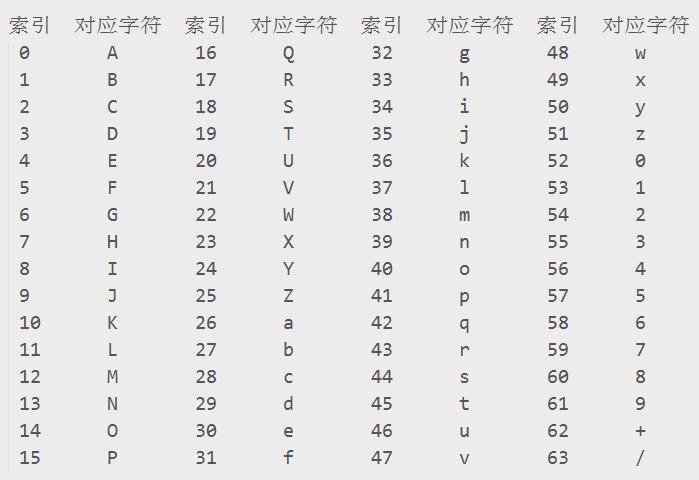 索引 对应字符 索引 对应字符 索引 对应字符 索引 对应字符
0 A 16 Q 32 g 48 w
1 B 17 R 33 h 49 x
2 C 18 S 34 i 50 y
3 D 19 T 35 j 51 z
4 E 20 U 36 k 52 0
5 F 21 V 37 l 53 1
6 G 22 W 38 m 54 2
7 H 23 X 39 n 55 3
8 I 24 Y 40 o 56 4
9 J 25 Z 41 p 57 5
10 K 26 a 42 q 58 6
11 L 27 b 43 r 59 7
12 M 28 c 44 s 60 8
13 N 29 d 45 t 61 9
14 O 30 e 46 u 62 +
15 P 31 f 47 v 63 /